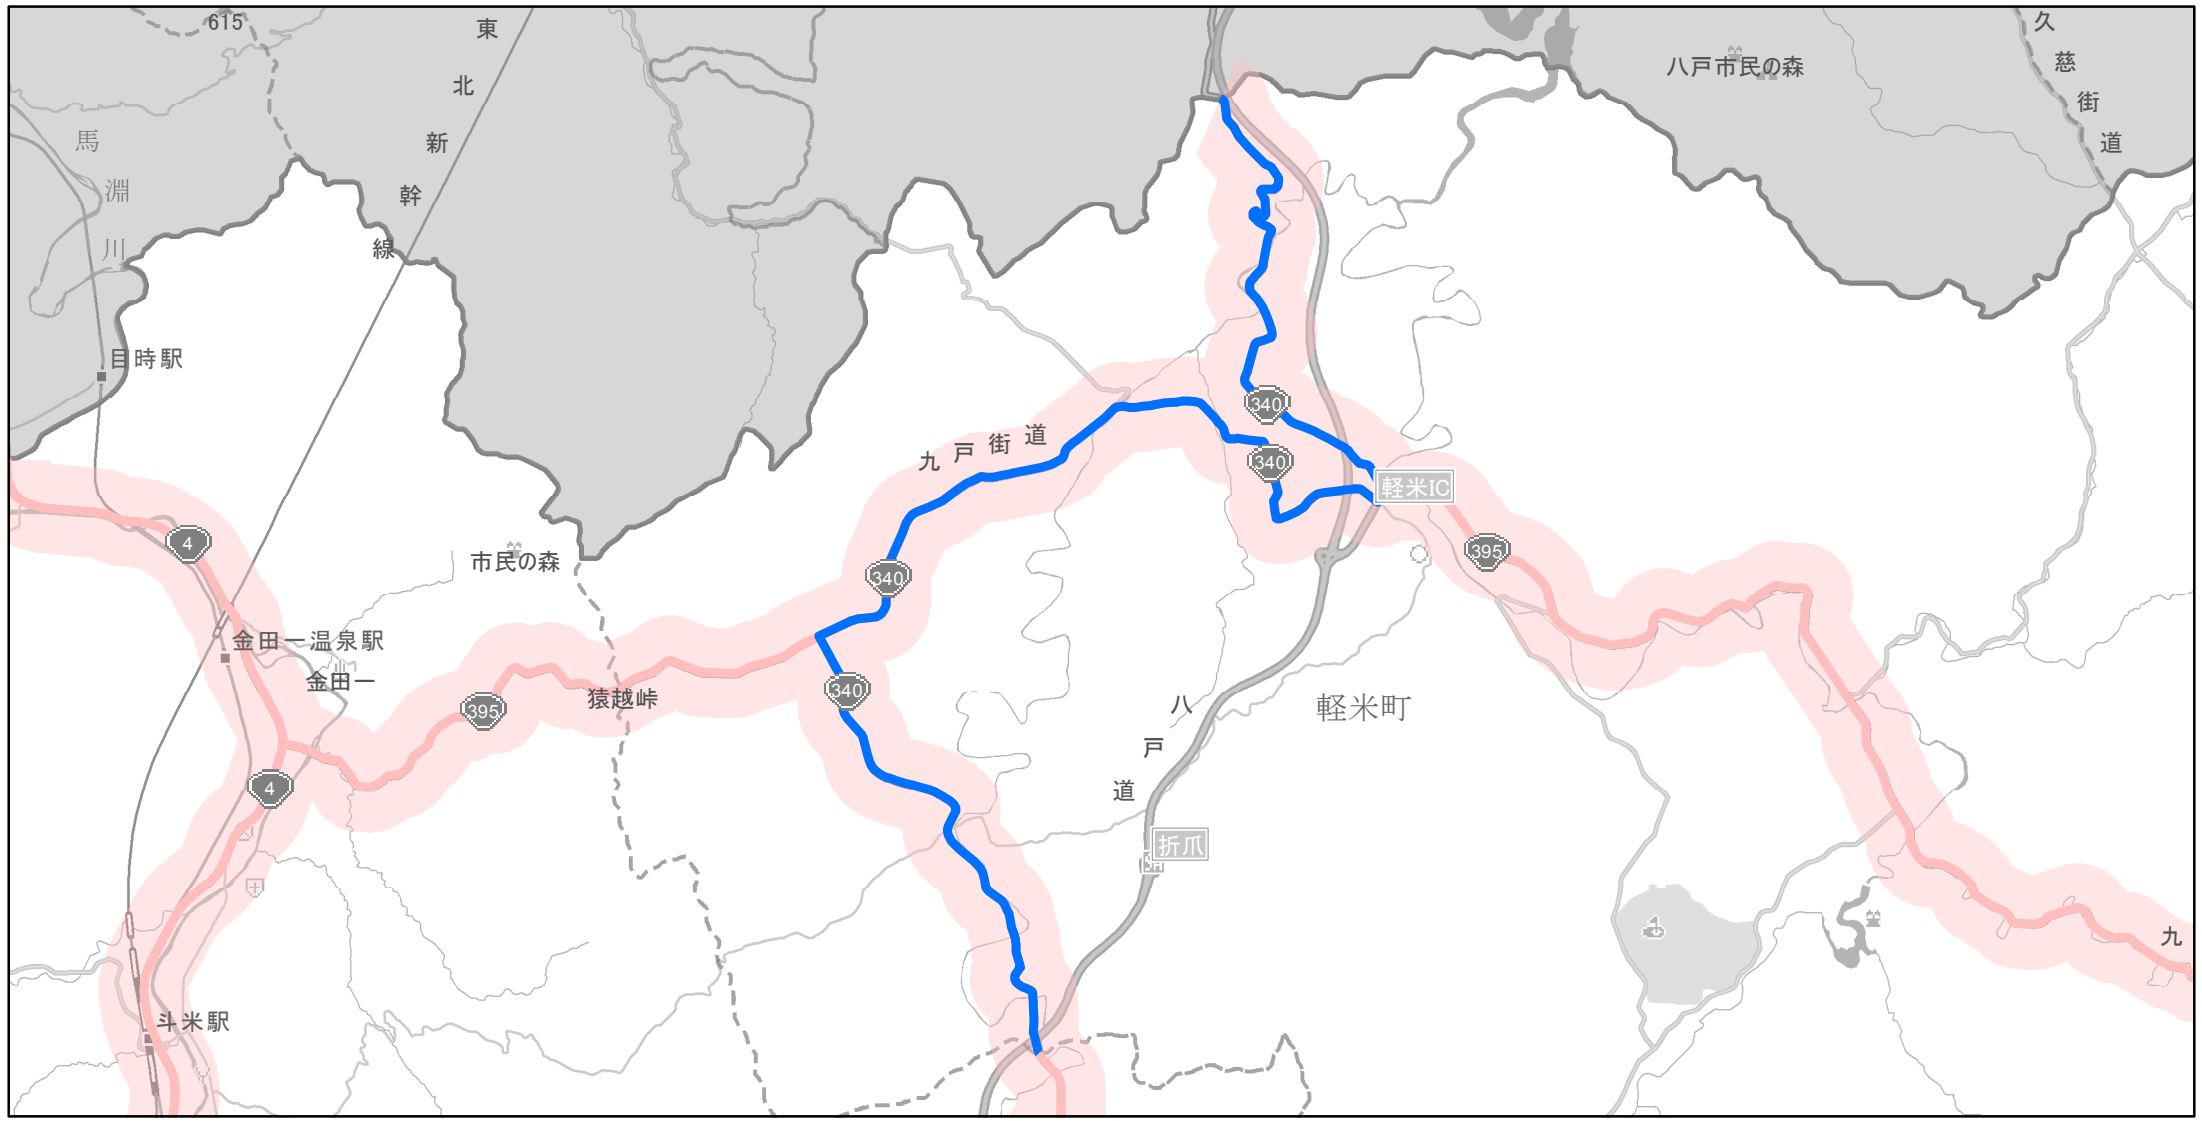 615
東北新幹線
八戸市民の森
久慈街道
馬淵川
目時駅
340
九戸街道
340
軽米IC
4
395
市民の森
340
金田一温泉駅
金田一
猿越峠
395
340
軽米町
八戸道
4
折爪
九
斗米駅